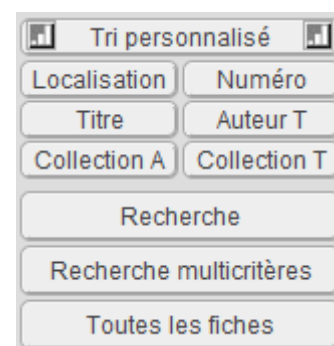 Tri personnalisé
Localisation Numéro
Titre Auteur T
Collection A Collection T
Recherche
Recherche multicritères
Toutes les fiches